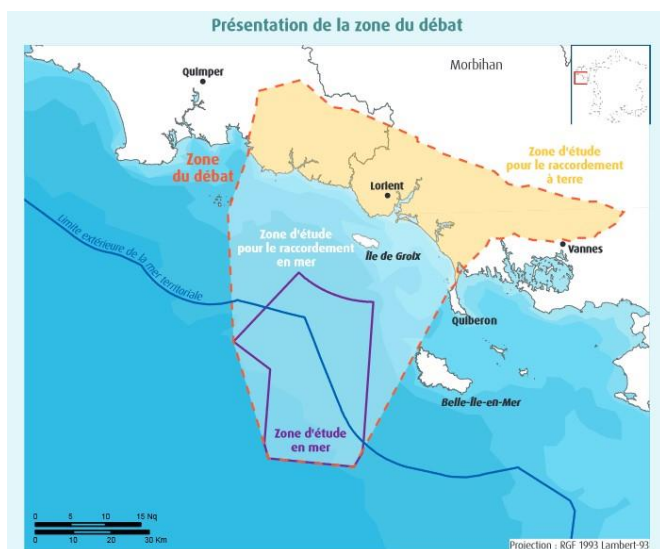 Présentation de la zone du débat
Morbihan
Quimper
Zone
du débat
Zone d'étude
pour le raccordement
à terre
Lorient
Zone d'étude
pour le raccordement
en mer
Île de Groix
Vannes
Limite extérieure de la mer territoriale
Quiberon
Belle-Île-en-Mer
Zone d'étude
en mer
0 5 10 15 Nq
0 10 20 30 Km
Projection : RGF 1993 Lambert-93